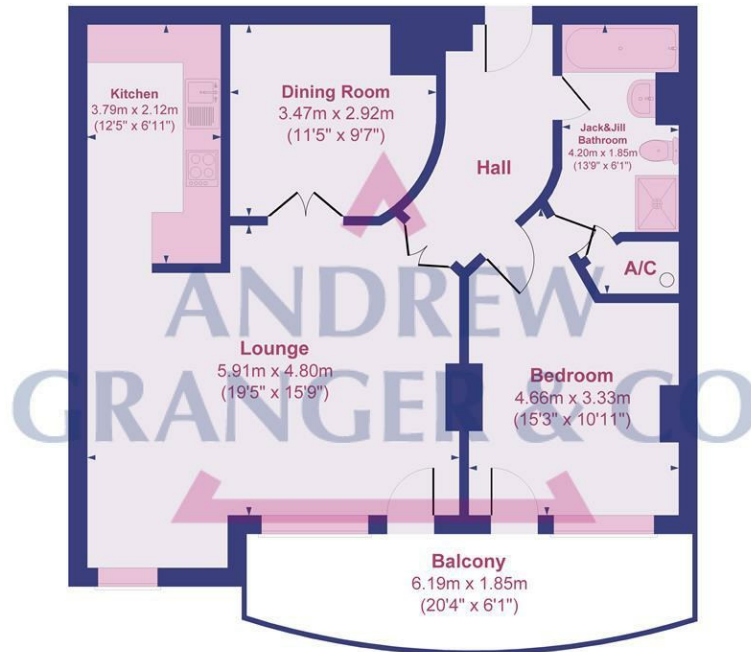 Kitchen
3.79m x 2.12m
(12'5" x 6'11")
Dining Room
3.47m x 2.92m
(11'5" x 9'7")
Hall
Jack&Jill
Bathroom
4.20m x 1.85m
(13'9" x 6'1")
A/C
ANDREW
GRANGER & CO
Lounge
5.91m x 4.80m
(19'5" x 15'9")
Bedroom
4.66m x 3.33m
(15'3" x 10'11")
Balcony
6.19m x 1.85m
(20'4" x 6'1")